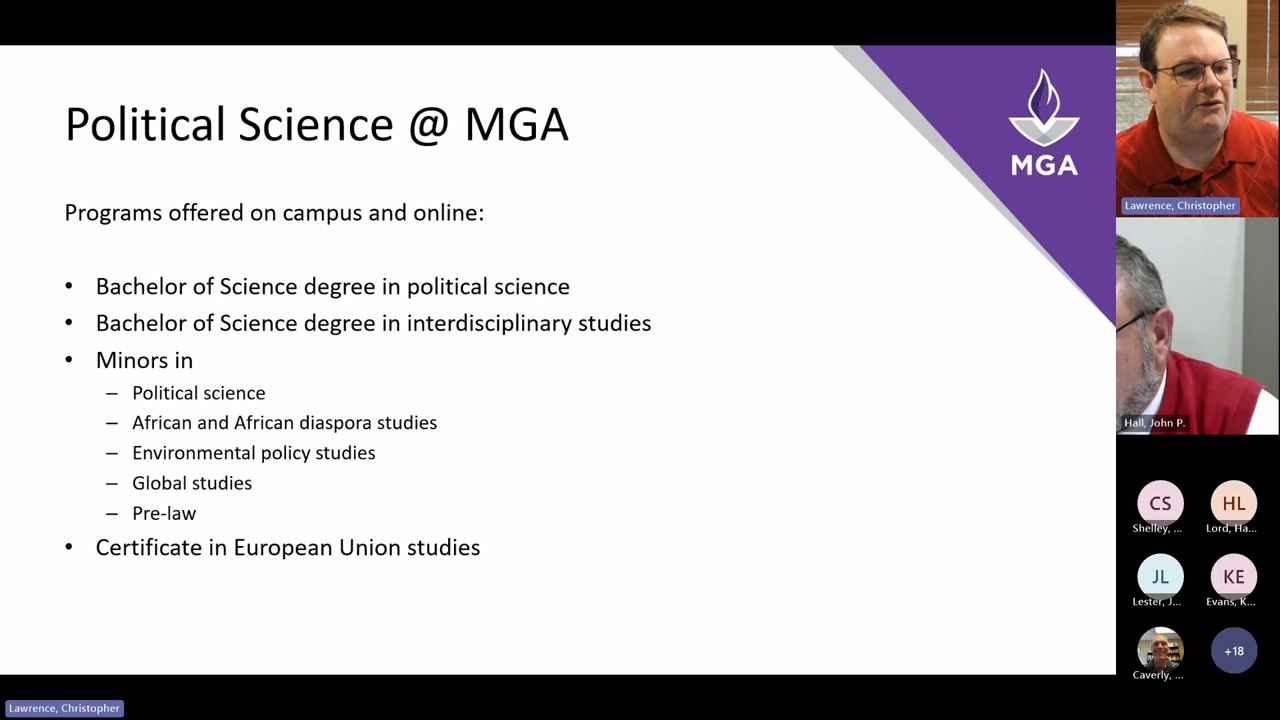 Political Science @ MGA
MGA
Programs offered on campus and online:
• Bachelor of Science degree in political science
• Bachelor of Science degree in interdisciplinary studies
• Minors in
– Political science
– African and African diaspora studies
– Environmental policy studies
– Global studies
– Pre-law
• Certificate in European Union studies
Lawrence, Christopher
Hall, John P.
CS
HL
Shelley, ...
Lord, Ha...
JL
KE
Lester, J...
Evans, K...
+18
Caverly, ...
Lawrence, Christopher